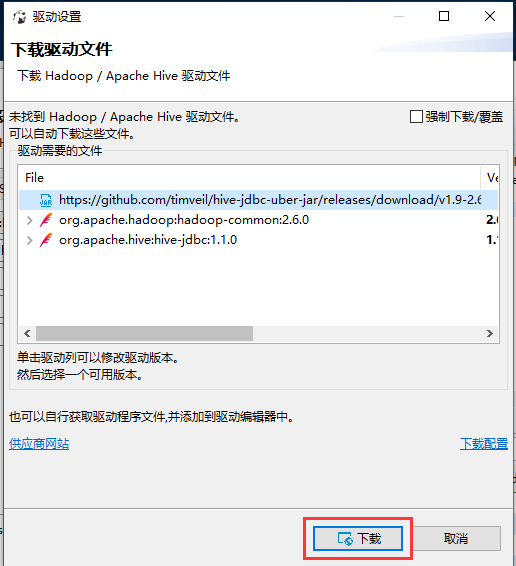 驱动设置
下载驱动文件
下载 Hadoop / Apache Hive 驱动文件
未找到 Hadoop / Apache Hive 驱动文件。
可以自动下载这些文件。
强制下载/覆盖
驱动需要的文件
File
https://github.com/timveil/hive-jdbc-uber-jar/releases/download/v1.9-2.6
JAR
org.apache.hadoop:hadoop-common:2.6.0
org.apache.hive:hive-jdbc:1.1.0
单击驱动列可以修改驱动版本。
然后选择一个可用版本。
也可以自行获取驱动程序文件,并添加到驱动编辑器中。
供应商网站
下载配置
下载
取消